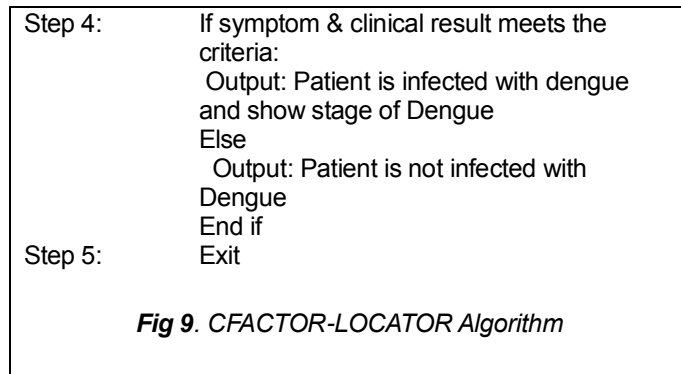 Step 4: If symptom & clinical result meets the
criteria:
Output: Patient is infected with dengue
and show stage of Dengue
Else
Output: Patient is not infected with
Dengue
End if
Step 5: Exit
Fig 9. CFACTOR-LOCATOR Algorithm